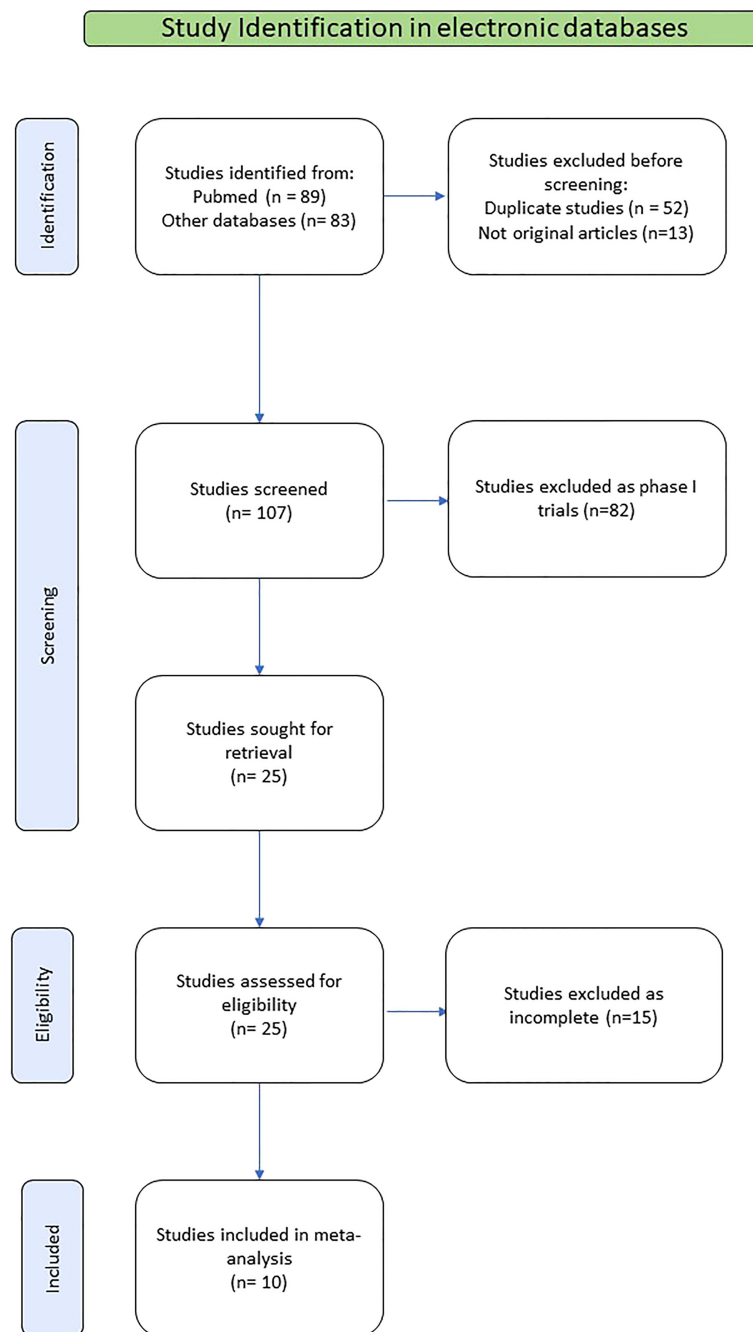 Study Identification in electronic databases
Identification
Studies identified from:
Pubmed (n = 89)
Other databases (n= 83)
Studies excluded before
screening:
Duplicate studies (n = 52)
Not original articles (n=13)
Screening
Studies screened
(n= 107)
Studies excluded as phase I
trials (n=82)
Studies sought for
retrieval
(n= 25)
Eligibility
Studies assessed for
eligibility
(n= 25)
Studies excluded as
incomplete (n=15)
Included
Studies included in meta-
analysis
(n= 10)